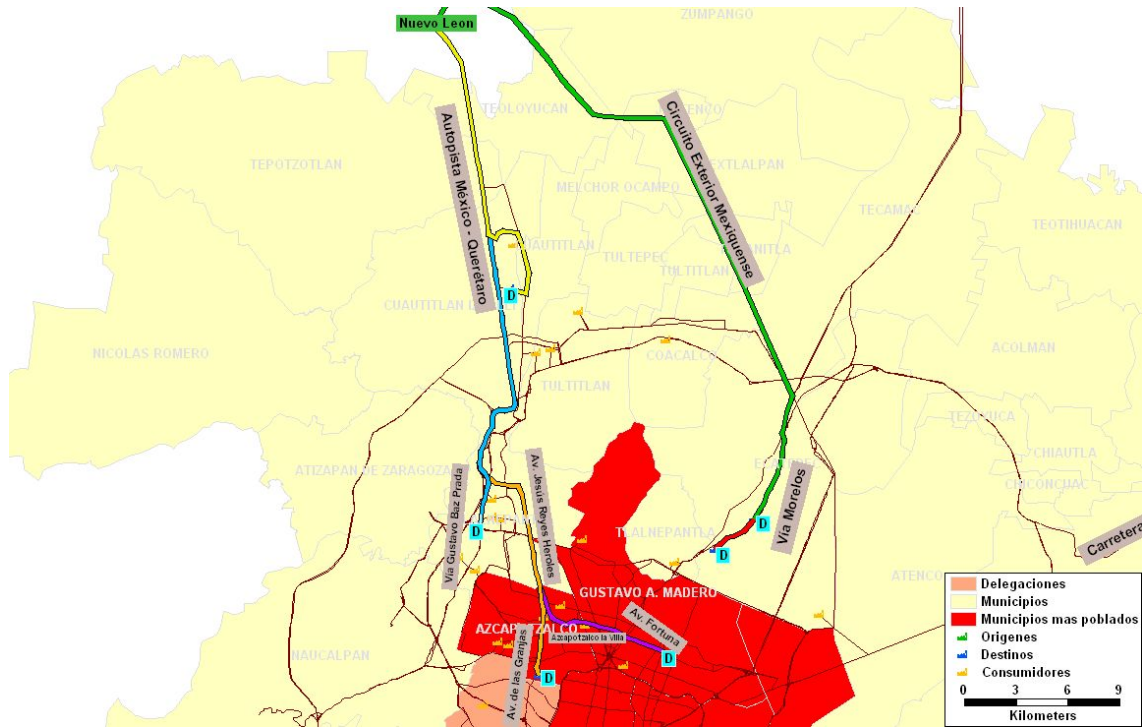 ZUMPANGO
Nuevo Leon
TEOLOYUCAN
Autopista México - Querétaro
Circuito Exterior Mexiquense
TEPOTZOTLAN
MELCHOR OCAMPO
TECAMAC
TEOTIHUACAN
CUAUTITLAN
TULTEPEC
TULTITLAN
D
NICOLAS ROMERO
COACALCO
ACOLMAN
TULTITLAN
TEZOYUCA
CHIAUTLA
ATIZAPAN DE ZARAGOZA
CHICONCUAC
Vía Gustavo Baz Prada
Av. Jesús Reyes Heroles
Vía Morelos
D
TLALNEPANTLA
D
D
Carretera
ATENCO
GUSTAVO A. MADERO
AZCAPOTZALCO
Azcapotzalco la Villa
Av. Fortuna
NAUCALPAN
Av. de las Granjas
D
D
Delegaciones
Municipios
Municipios mas poblados
Origenes
Destinos
Consumidores
0 3 6 9
Kilometers